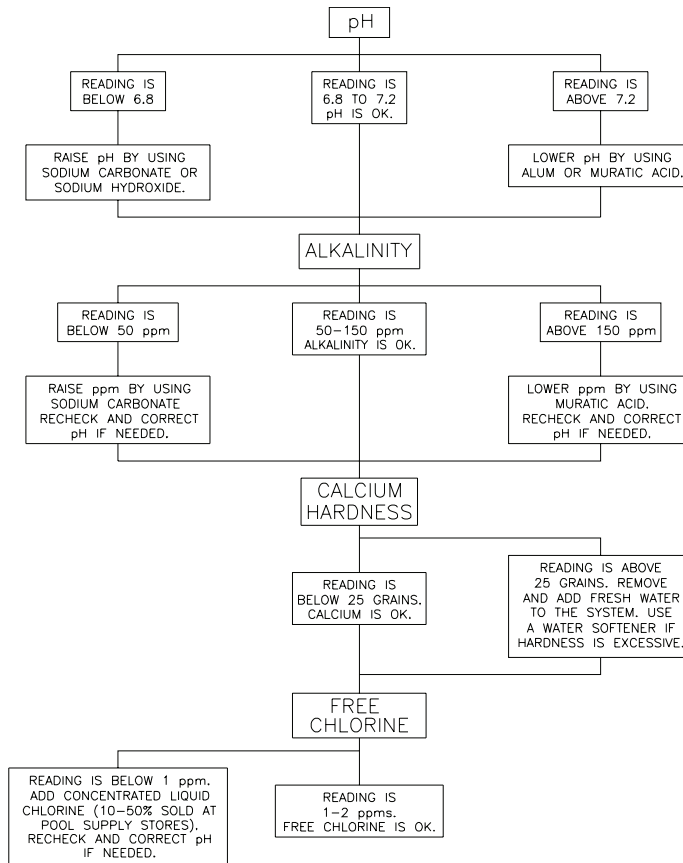 pH
READING IS
BELOW 6.8
READING IS
6.8 TO 7.2
pH IS OK.
READING IS
ABOVE 7.2
RAISE pH BY USING
SODIUM CARBONATE OR
SODIUM HYDROXIDE.
LOWER pH BY USING
ALUM OR MURATIC ACID.
ALKALINITY
READING IS
BELOW 50 ppm
READING IS
50-150 ppm
ALKALINITY IS OK.
READING IS
ABOVE 150 ppm
RAISE ppm BY USING
SODIUM CARBONATE
RECHECK AND CORRECT
pH IF NEEDED.
LOWER ppm BY USING
MURATIC ACID.
RECHECK AND CORRECT
pH IF NEEDED.
CALCIUM
HARDNESS
READING IS
BELOW 25 GRAINS.
CALCIUM IS OK.
READING IS ABOVE
25 GRAINS. REMOVE
AND ADD FRESH WATER
TO THE SYSTEM. USE
A WATER SOFTENER IF
HARDNESS IS EXCESSIVE.
FREE
CHLORINE
READING IS BELOW 1 ppm.
ADD CONCENTRATED LIQUID
CHLORINE (10-50% SOLD AT
POOL SUPPLY STORES).
RECHECK AND CORRECT pH
IF NEEDED.
READING IS
1-2 ppms.
FREE CHLORINE IS OK.